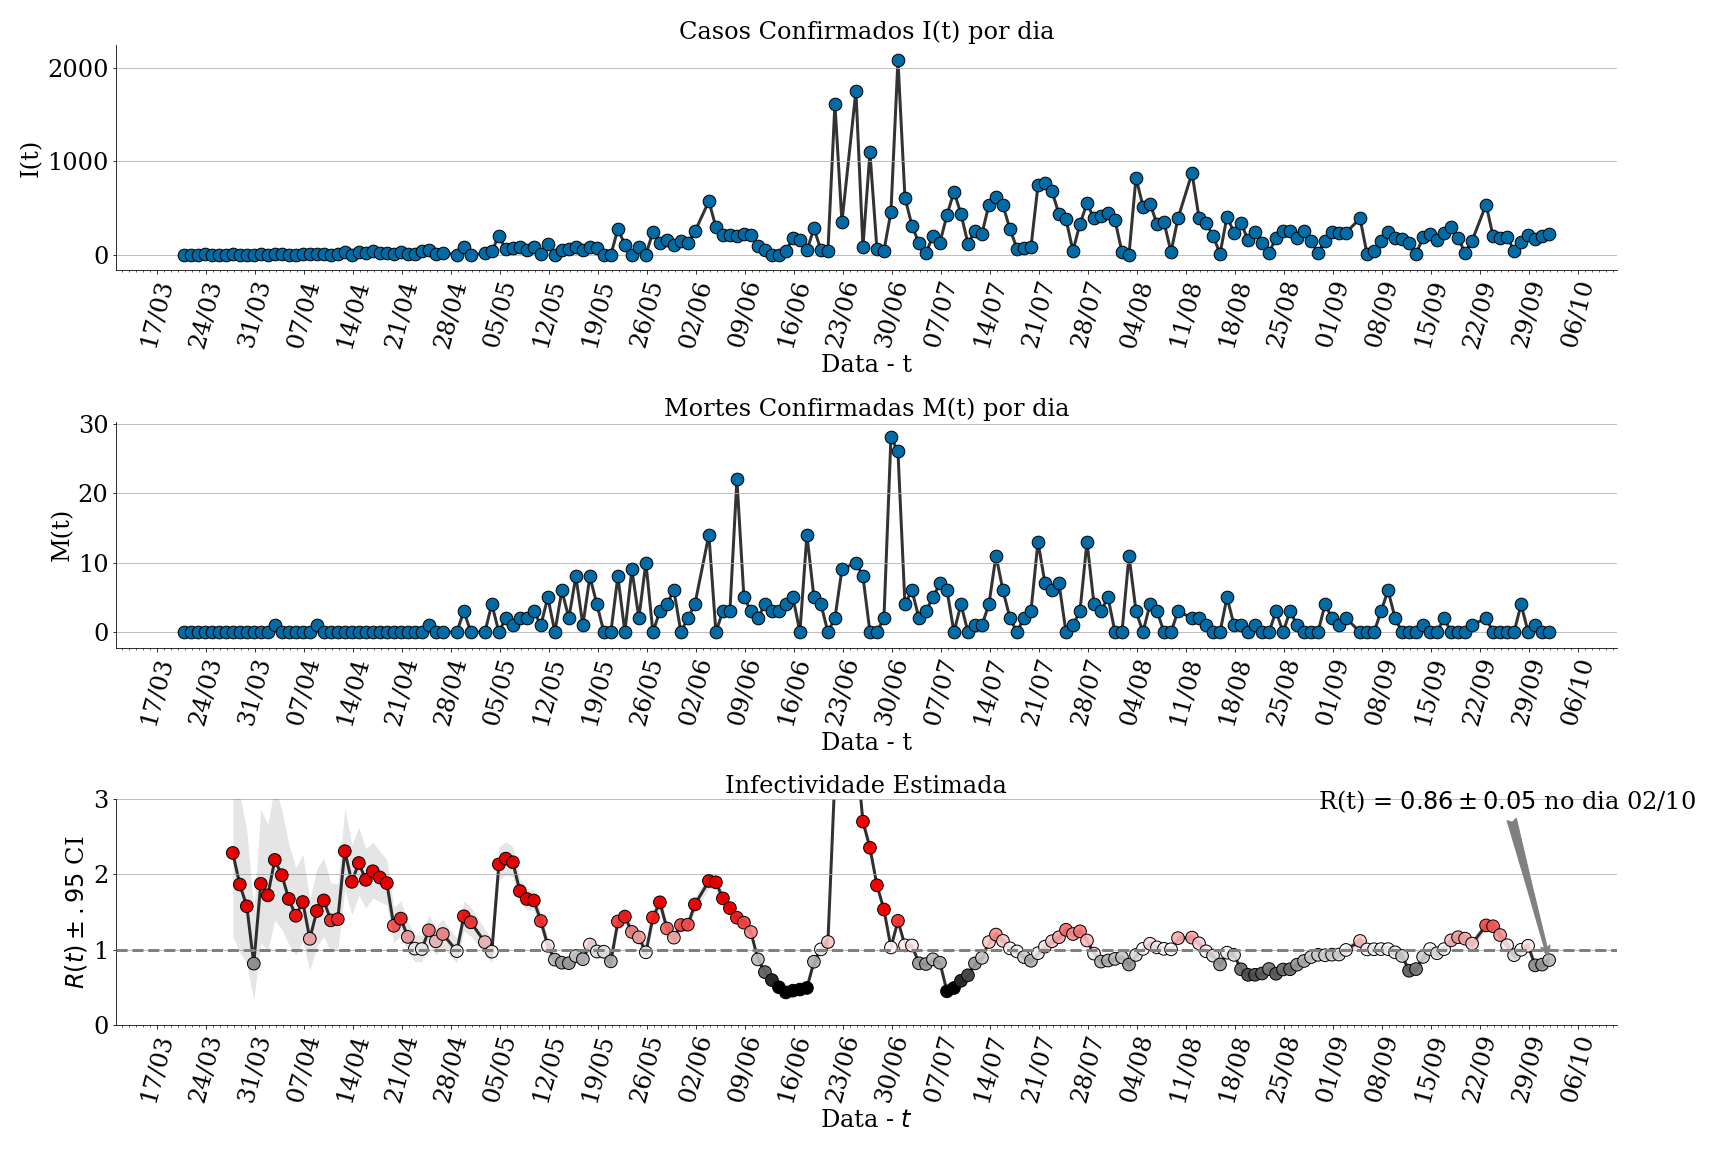 Casos Confirmados I(t) por dia
2000
1000
0
I(t)
17/03 24/03 31/03 07/04 14/04 21/04 28/04 05/05 12/05 19/05 26/05 02/06 09/06 16/06 23/06 30/06 07/07 14/07 21/07 28/07 04/08 11/08 18/08 25/08 01/09 08/09 15/09 22/09 29/09 06/10
Data - t
Mortes Confirmadas M(t) por dia
30
20
10
0
M(t)
17/03 24/03 31/03 07/04 14/04 21/04 28/04 05/05 12/05 19/05 26/05 02/06 09/06 16/06 23/06 30/06 07/07 14/07 21/07 28/07 04/08 11/08 18/08 25/08 01/09 08/09 15/09 22/09 29/09 06/10
Data - t
Infectividade Estimada
R(t) = 0.86 ± 0.05 no dia 02/10
3
2
1
0
R(t) ± .95 CI
17/03 24/03 31/03 07/04 14/04 21/04 28/04 05/05 12/05 19/05 26/05 02/06 09/06 16/06 23/06 30/06 07/07 14/07 21/07 28/07 04/08 11/08 18/08 25/08 01/09 08/09 15/09 22/09 29/09 06/10
Data - t